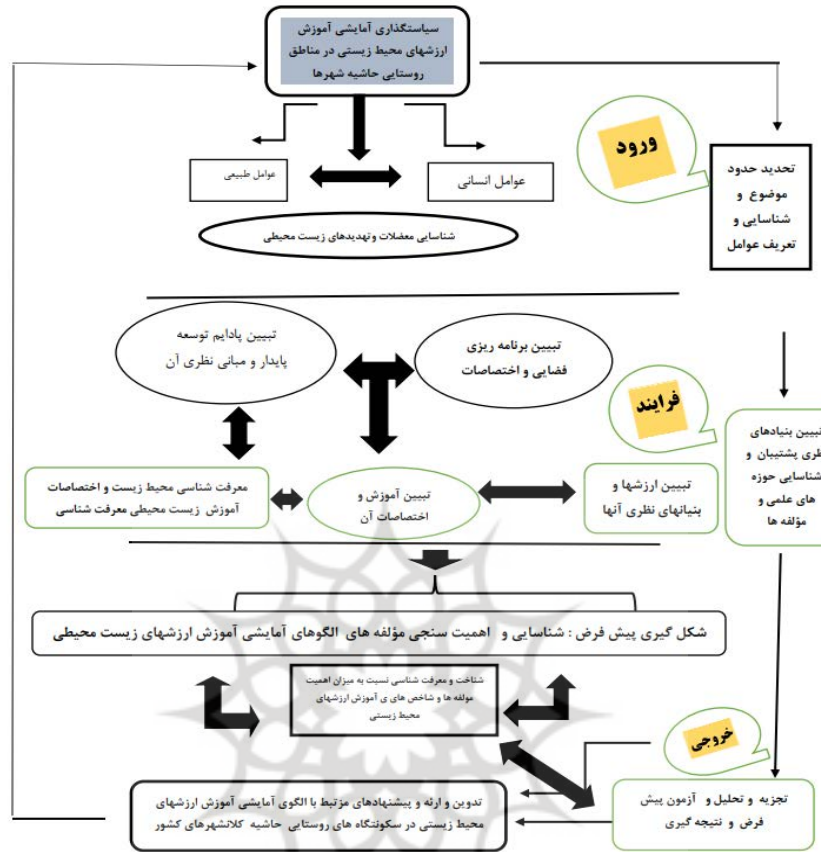 سیاستگذاری آمایشی آموزش
ارزشهای محیط زیستی در مناطق
روستایی حاشیه شهرها
ورود
تحدید حدود
موضوع و
شناسایی و
تعریف عوامل
عوامل انسانی
عوامل طبیعی
شناسایی معضلات و تهدیدهای زیست محیطی
تبیین برنامه ریزی
فضایی و اختصاصات
تبیین پادایم توسعه
پایدار و مبانی نظری آن
فرایند
تبیین بنیادهای
نظری پشتیبان و
شناسایی حوزه
های علمی و
مؤلفه ها
تبیین ارزشها و
بنیانهای نظری آنها
تبیین آموزش و
اختصاصات آن
معرفت شناسی محیط زیست و اختصاصات
آموزش زیست محیطی معرفت شناسی
شکل گیری پیش فرض : شناسایی و اهمیت سنجی مؤلفه های الگوهای آمایشی آموزش ارزشهای زیست محیطی
شناخت و معرفت شناسی نسبت به میزان اهمیت
مولفه ها و شاخص های ی آموزش ارزشهای
محیط زیستی
خروجی
تجزیه و تحلیل و آزمون پیش
فرض و نتیجه گیری
تدوین و ارئه و پیشنهادهای مرتبط با الگوی آمایشی آموزش ارزشهای
محیط زیستی در سکونتگاه های روستایی حاشیه کلانشهرهای کشور